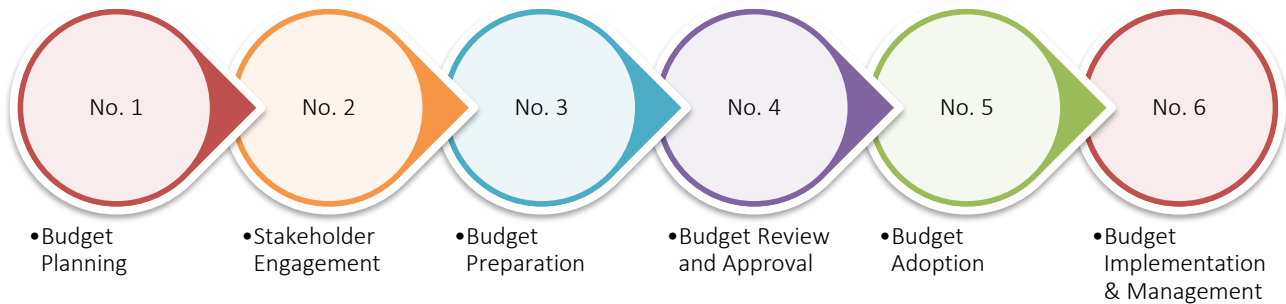 No. 1
No. 2
No. 3
No. 4
No. 5
No. 6
•Budget
Planning
•Stakeholder
Engagement
•Budget
Preparation
•Budget Review
and Approval
•Budget
Adoption
•Budget
Implementation
& Management